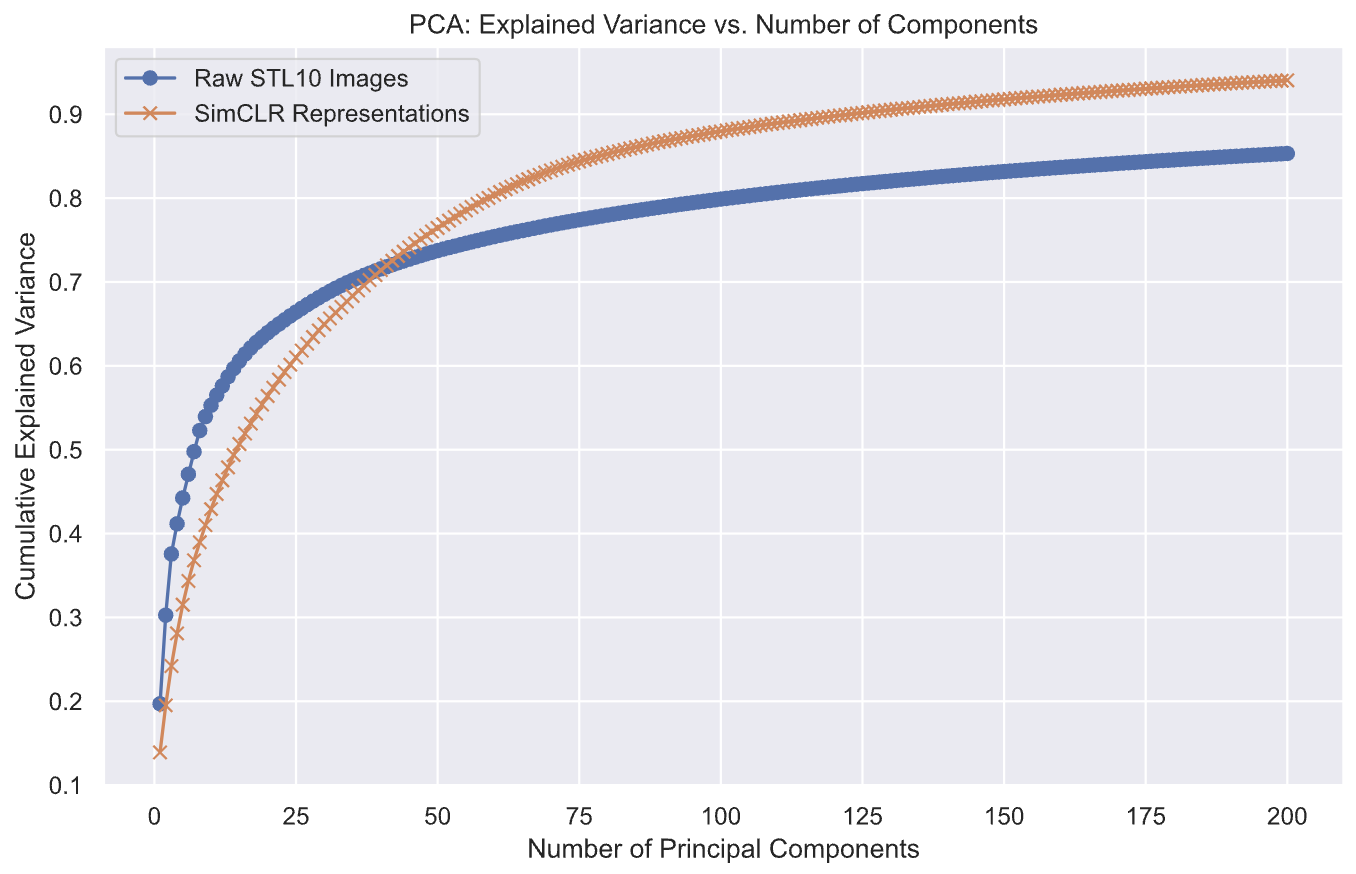 PCA: Explained Variance vs. Number of Components
Raw STL10 Images
SimCLR Representations
Cumulative Explained Variance
0.9
0.8
0.7
0.6
0.5
0.4
0.3
0.2
0.1
0 25 50 75 100 125 150 175 200
Number of Principal Components